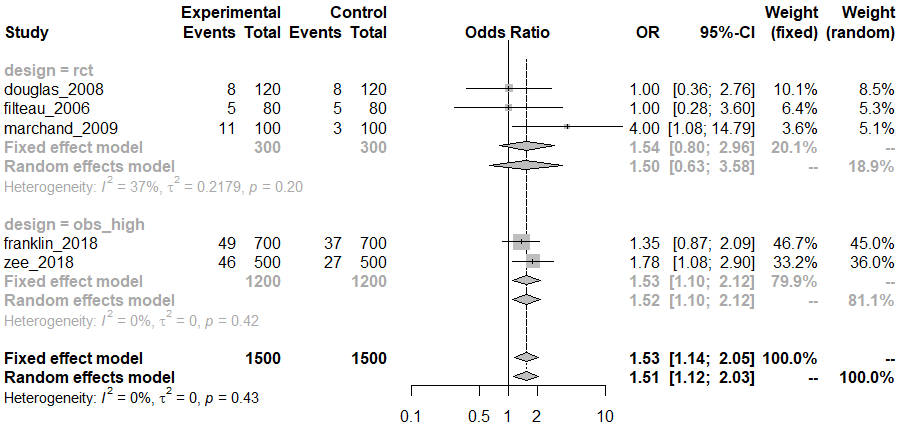 Experimental Control Weight Weight
Study Events Total Events Total Odds Ratio OR 95%-CI (fixed) (random)
design = rct
douglas_2008 8 120 8 120 1.00 [0.36; 2.76] 10.1% 8.5%
filteau_2006 5 80 5 80 1.00 [0.28; 3.60] 6.4% 5.3%
marchand_2009 11 100 3 100 4.00 [1.08; 14.79] 3.6% 5.1%
Fixed effect model 300 300 1.54 [0.80; 2.96] 20.1% --
Random effects model 1.50 [0.63; 3.58] -- 18.9%
Heterogeneity: I² = 37%, τ² = 0.2179, p = 0.20
design = obs_high
franklin_2018 49 700 37 700 1.35 [0.87; 2.09] 46.7% 45.0%
zee_2018 46 500 27 500 1.78 [1.08; 2.90] 33.2% 36.0%
Fixed effect model 1200 1200 1.53 [1.10; 2.12] 79.9% --
Random effects model 1.52 [1.10; 2.12] -- 81.1%
Heterogeneity: I² = 0%, τ² = 0, p = 0.42
Fixed effect model 1500 1500 1.53 [1.14; 2.05] 100.0% --
Random effects model 1.51 [1.12; 2.03] -- 100.0%
Heterogeneity: I² = 0%, τ² = 0, p = 0.43
0.1 0.5 1 2 10